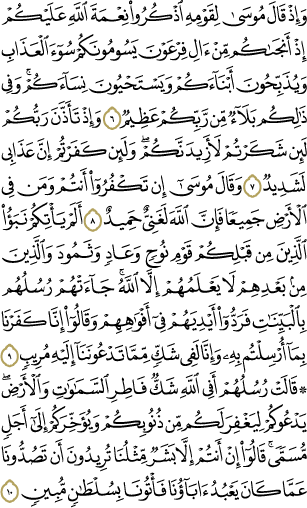 وَإِذْ قَالَ مُوسَىٰ لِقَوْمِهِ ٱذْكُرُوا۟ نِعْمَةَ ٱللَّهِ عَلَيْكُمْ
إِذْ أَنجَىٰكُم مِّنْ ءَالِ فِرْعَوْنَ يَسُومُونَكُمْ سُوٓءَ ٱلْعَذَابِ
وَيُذَبِّحُونَ أَبْنَآءَكُمْ وَيَسْتَحْيُونَ نِسَآءَكُمْ ۚ وَفِى
ذَٰلِكُم بَلَآءٌ مِّن رَّبِّكُمْ عَظِيمٌ ٦ وَإِذْ تَأَذَّنَ رَبُّكُمْ
لَئِن شَكَرْتُمْ لَأَزِيدَنَّكُمْ ۖ وَلَئِن كَفَرْتُمْ إِنَّ عَذَابِى
لَشَدِيدٌ ٧ وَقَالَ مُوسَىٰٓ إِن تَكْفُرُوٓا۟ أَنتُمْ وَمَن فِى
ٱلْأَرْضِ جَمِيعًا فَإِنَّ ٱللَّهَ لَغَنِىٌّ حَمِيدٌ ٨ أَلَمْ يَأْتِكُمْ نَبَؤُا۟
ٱلَّذِينَ مِن قَبْلِكُمْ قَوْمِ نُوحٍ وَعَادٍ وَثَمُودَ ۛ وَٱلَّذِينَ
مِنۢ بَعْدِهِمْ ۛ لَا يَعْلَمُهُمْ إِلَّا ٱللَّهُ ۚ جَآءَتْهُمْ رُسُلُهُم
بِٱلْبَيِّنَٰتِ فَرَدُّوٓا۟ أَيْدِيَهُمْ فِىٓ أَفْوَٰهِهِمْ وَقَالُوٓا۟ إِنَّا كَفَرْنَا
بِمَآ أُرْسِلْتُم بِهِۦ وَإِنَّا لَفِى شَكٍّ مِّمَّا تَدْعُونَنَآ إِلَيْهِ مُرِيبٍ ٩
۞ قَالَتْ رُسُلُهُمْ أَفِى ٱللَّهِ شَكٌّ فَاطِرِ ٱلسَّمَٰوَٰتِ وَٱلْأَرْضِ ۖ
يَدْعُوكُمْ لِيَغْفِرَ لَكُم مِّن ذُنُوبِكُمْ وَيُؤَخِّرَكُمْ إِلَىٰٓ أَجَلٍ
مُّسَمًّى ۚ قَالُوٓا۟ إِنْ أَنتُمْ إِلَّا بَشَرٌ مِّثْلُنَا تُرِيدُونَ أَن تَصُدُّونَا
عَمَّا كَانَ يَعْبُدُ ءَابَآؤُنَا فَأْتُونَا بِسُلْطَٰنٍ مُّبِينٍ ١٠